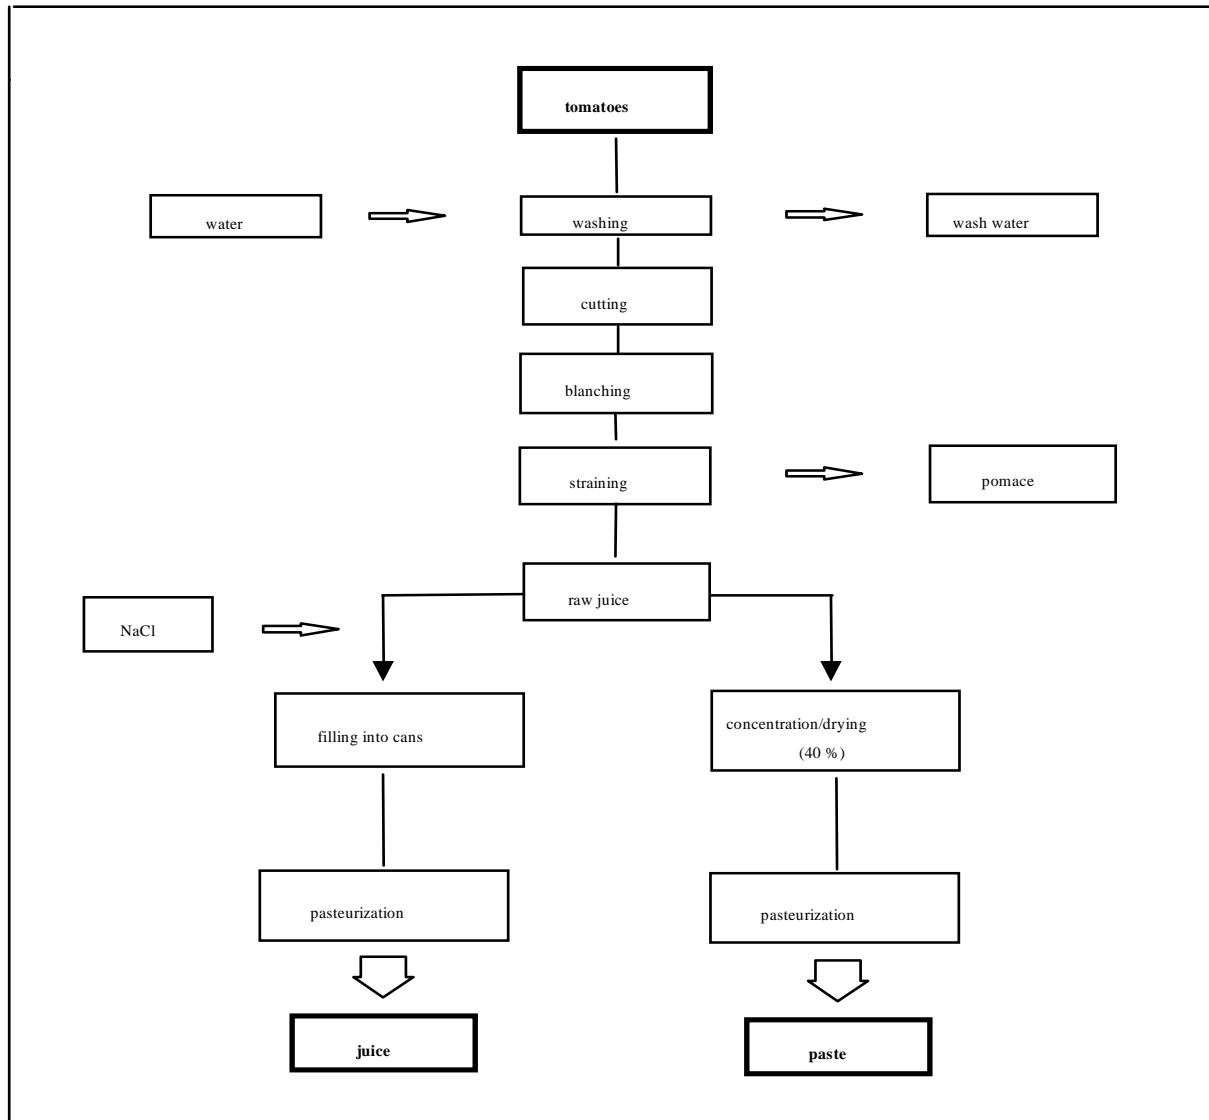 tomatoes
water
washing
wash water
cutting
blanching
straining
pomace
raw juice
NaCl
filling into cans
concentration/drying
(40 %)
pasteurization
pasteurization
juice
paste